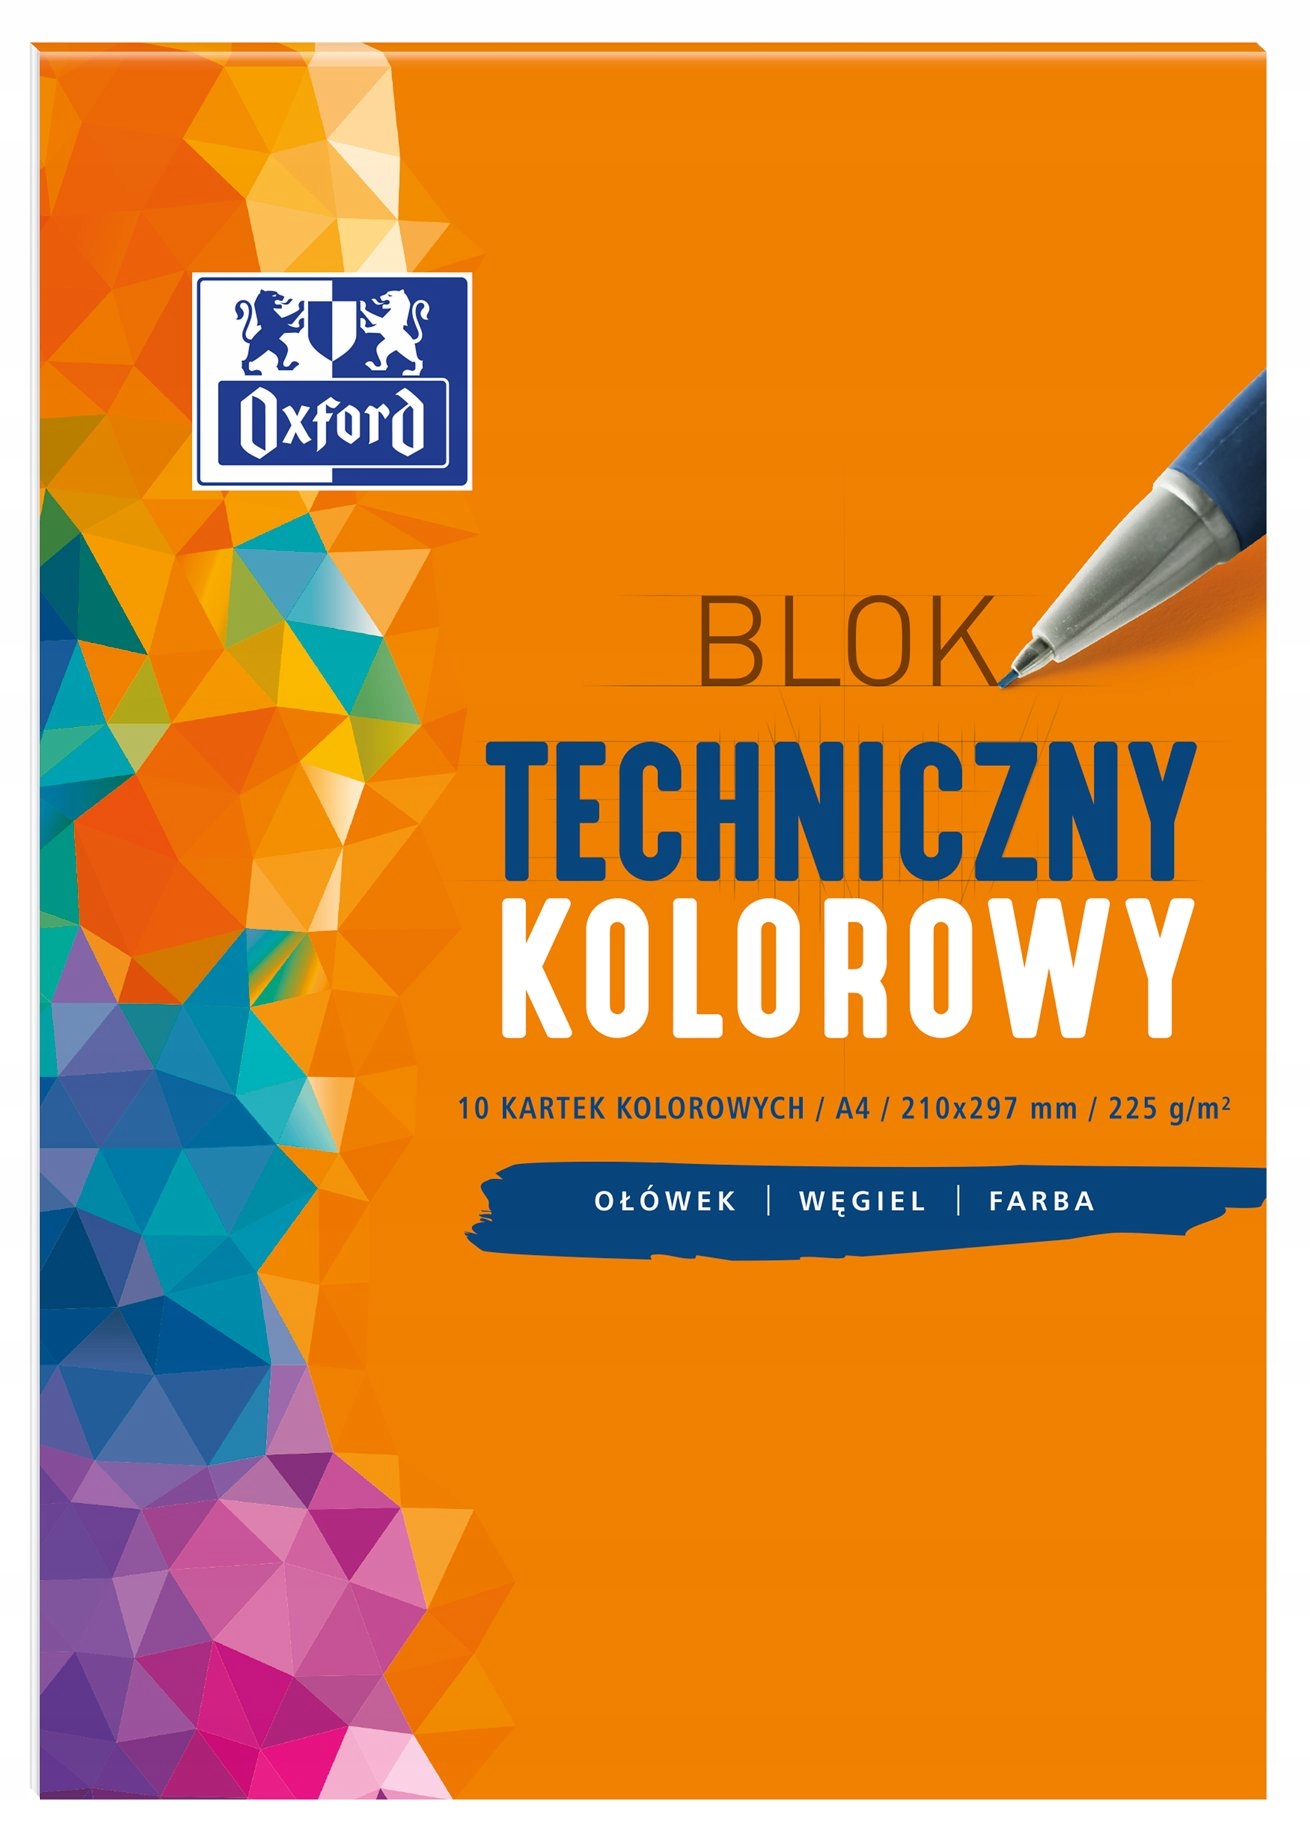 Oxford
BLOK
TECHNICZNY
KOLOROWY
10 KARTEK KOLOROWYCH / A4 / 210x297 mm / 225 g/m²
OŁÓWEK | WĘGIEL | FARBA